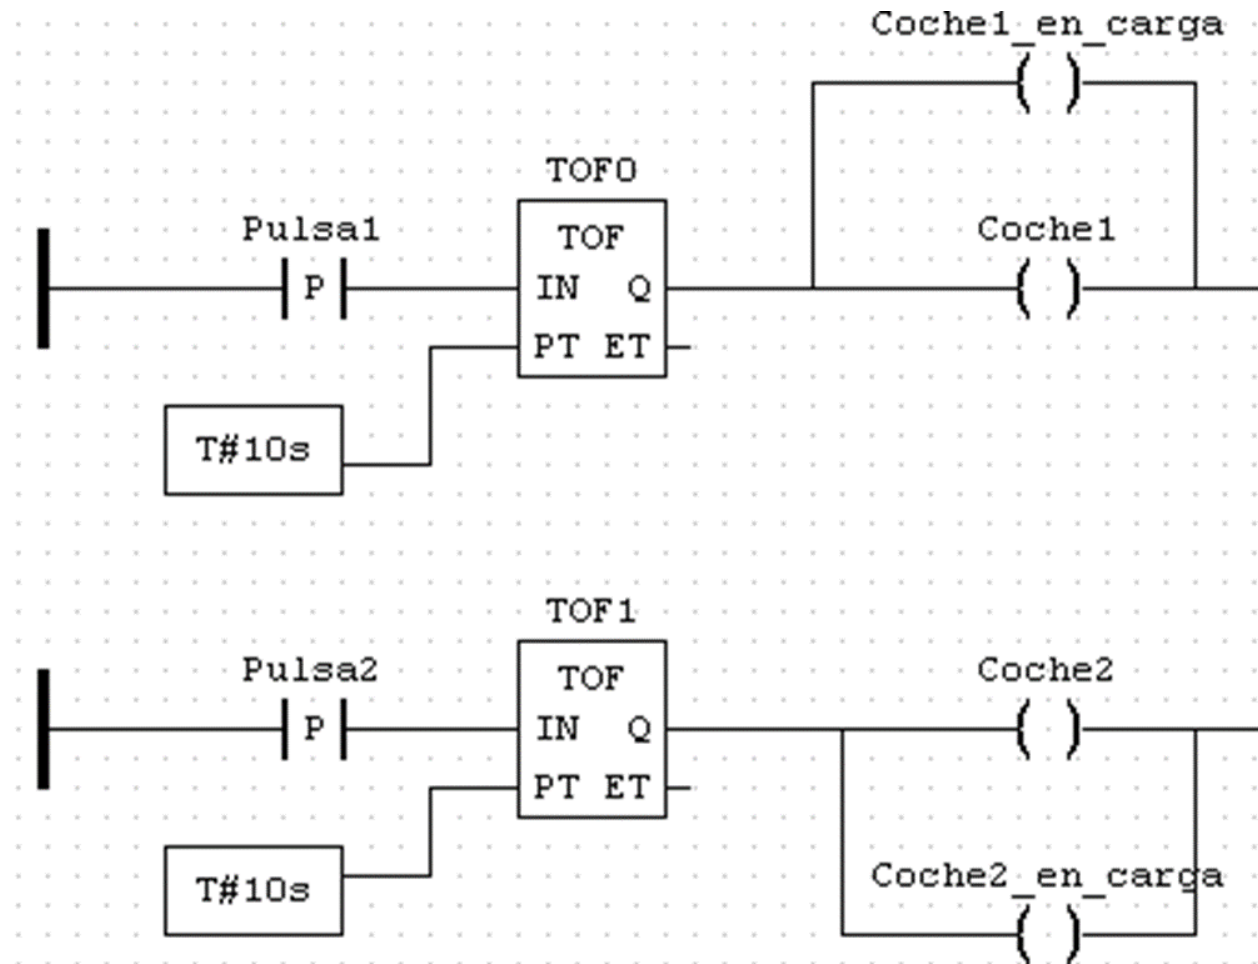 Coche1_en_carga
TOF0
Pulsa1
TOF
Coche1
P
IN Q
PT ET
T#10s
TOF1
Pulsa2
TOF
Coche2
P
IN Q
PT ET
T#10s
Coche2_en_carga